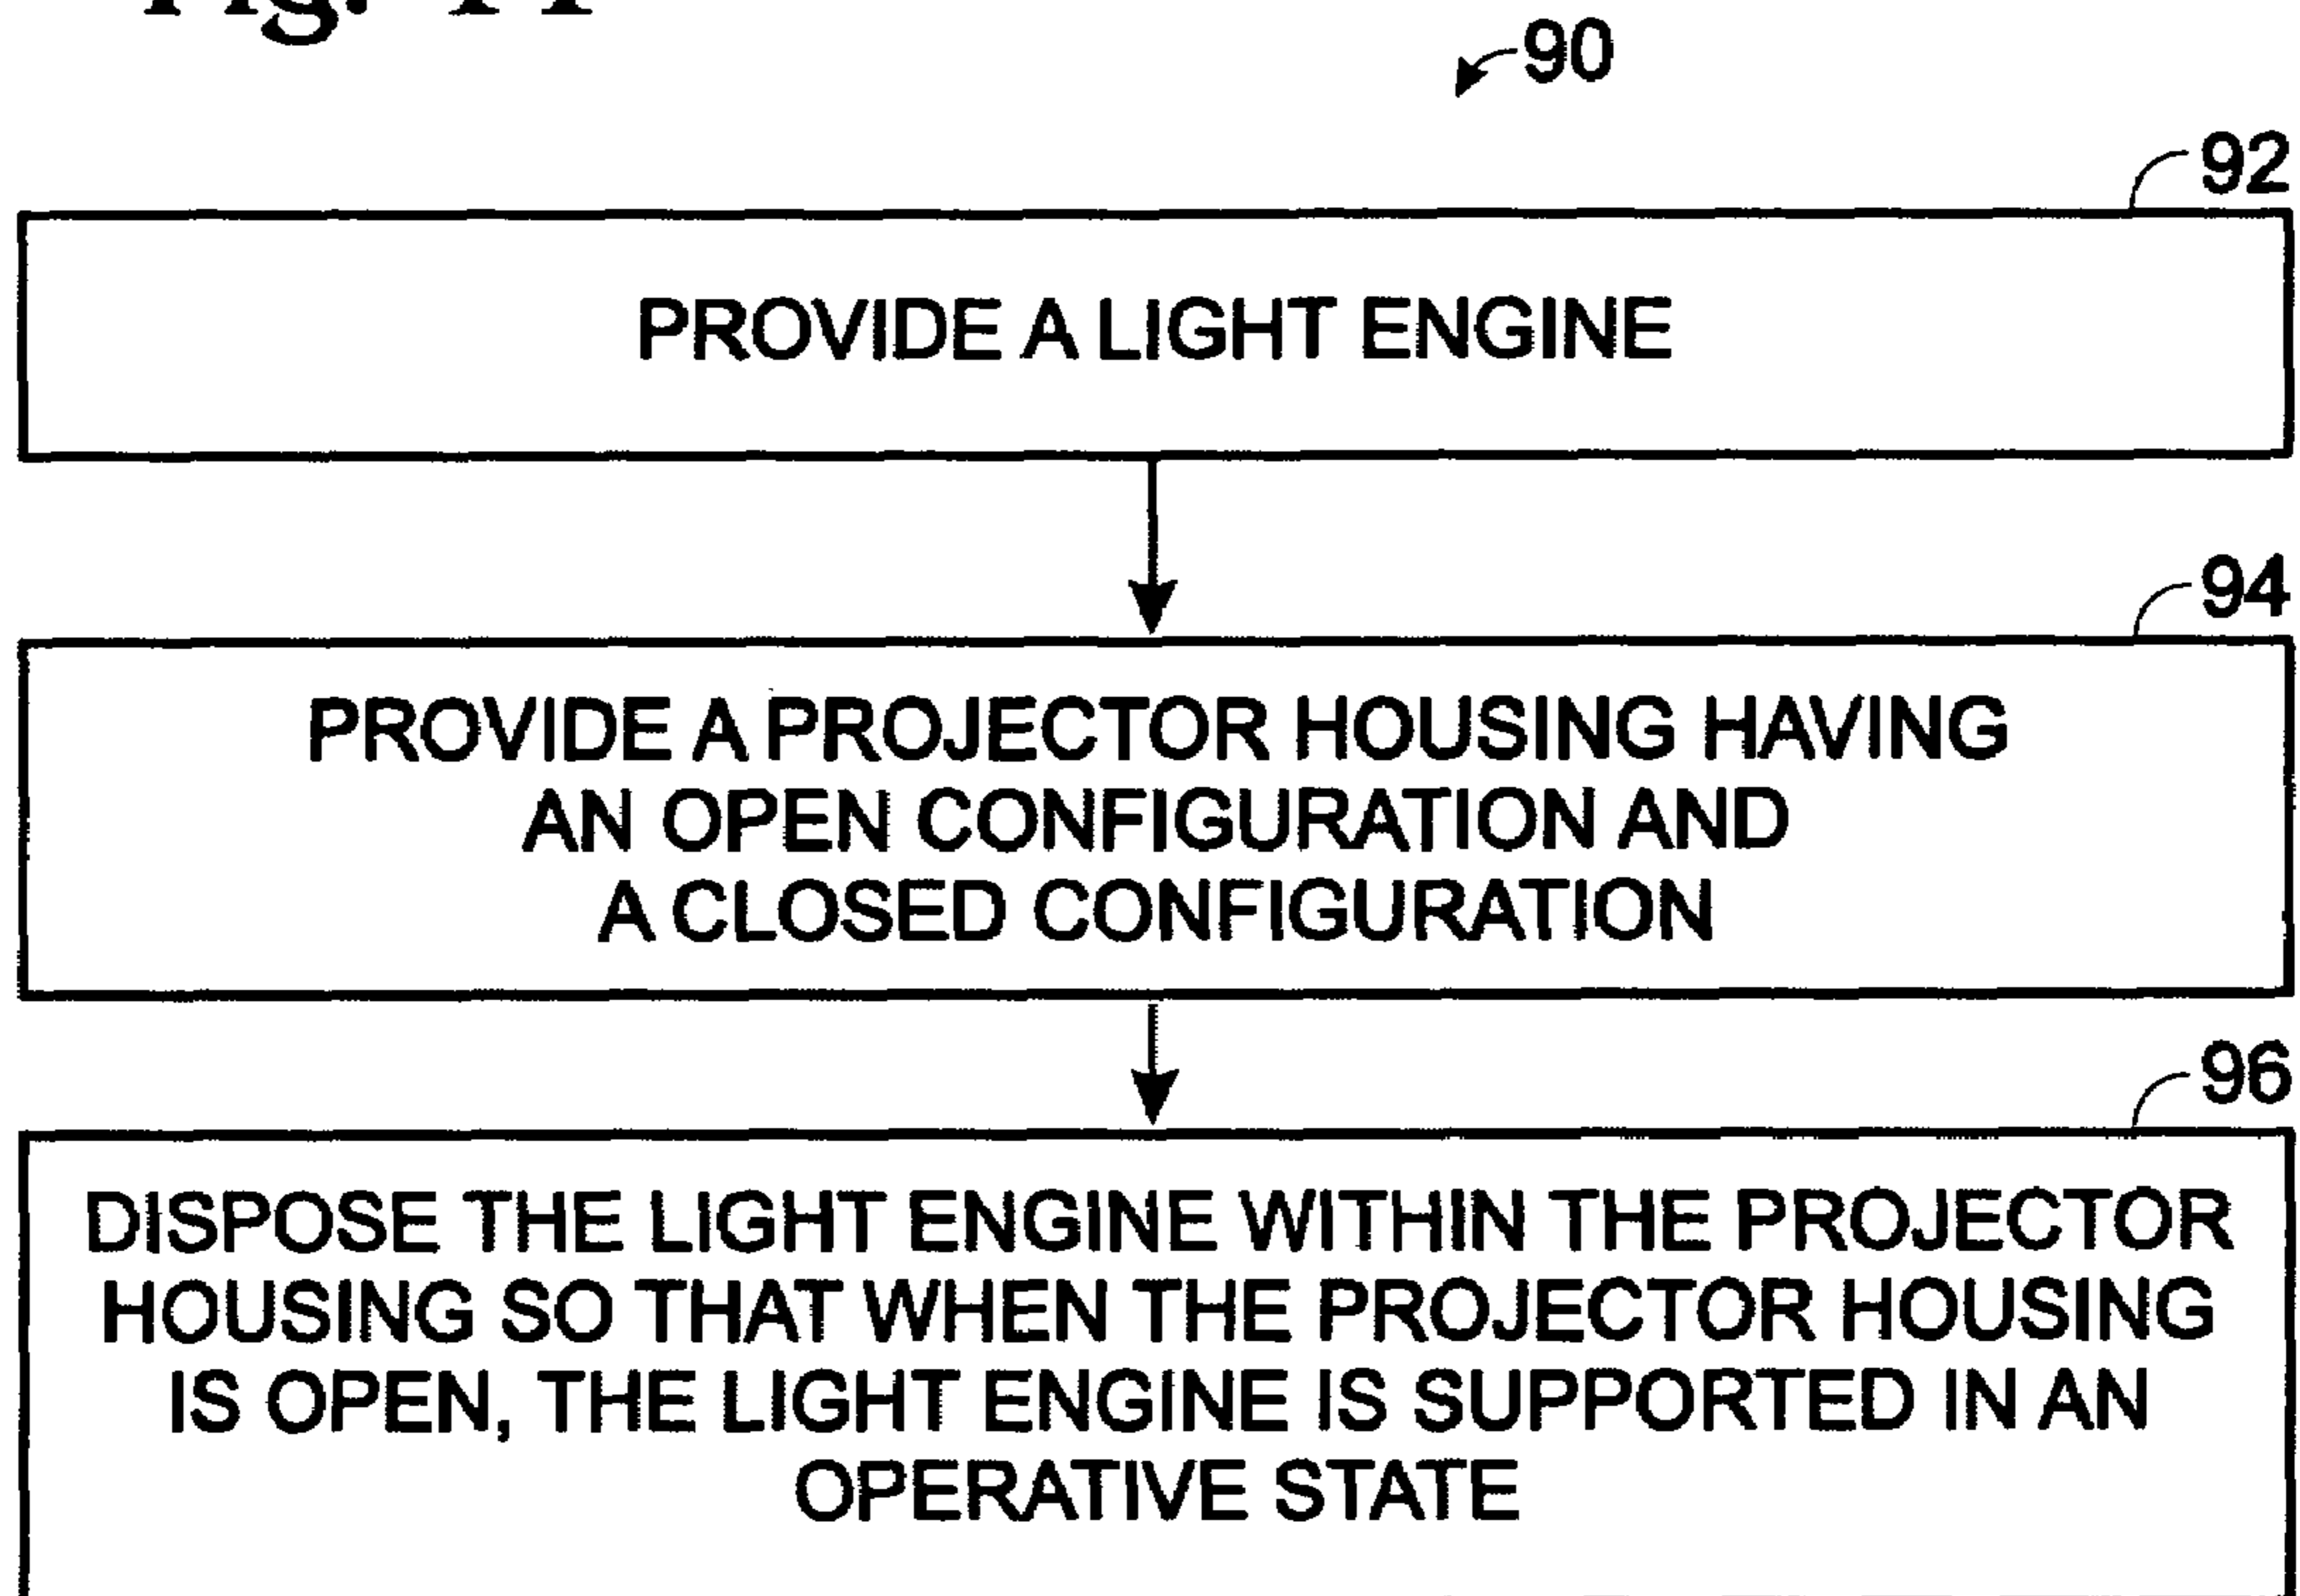 Fig.
90
92
PROVIDE A LIGHT ENGINE
94
PROVIDE A PROJECTOR HOUSING HAVING
AN OPEN CONFIGURATION AND
A CLOSED CONFIGURATION
96
DISPOSE THE LIGHT ENGINE WITHIN THE PROJECTOR
HOUSING SO THAT WHEN THE PROJECTOR HOUSING
IS OPEN, THE LIGHT ENGINE IS SUPPORTED IN AN
OPERATIVE STATE